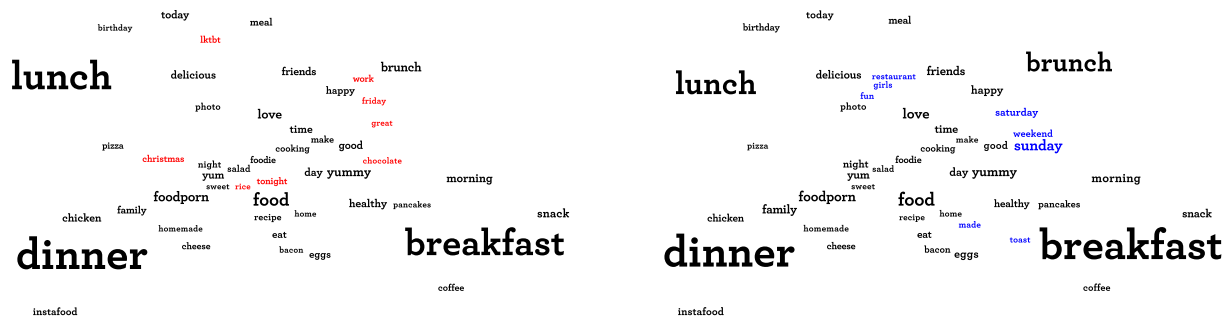 today
birthday
meal
lktbt
lunch
delicious
friends
work
brunch
happy
friday
photo
love
great
time
make
good
pizza
cooking
christmas
foodie
chocolate
night
salad
yum
day yummy
morning
sweet
rice
tonight
foodporn
food
healthy
pancakes
family
chicken
recipe
home
snack
homemade
eat
cheese
bacon
eggs
dinner
breakfast
coffee
instafood
today
birthday
meal
brunch
lunch
delicious
restaurant
friends
girls
fun
happy
photo
love
saturday
time
weekend
make
pizza
cooking
good
sunday
foodie
night
salad
yum
day yummy
morning
sweet
foodporn
food
healthy
pancakes
family
chicken
recipe
home
snack
made
homemade
eat
toast
cheese
bacon
eggs
dinner
breakfast
coffee
instafood